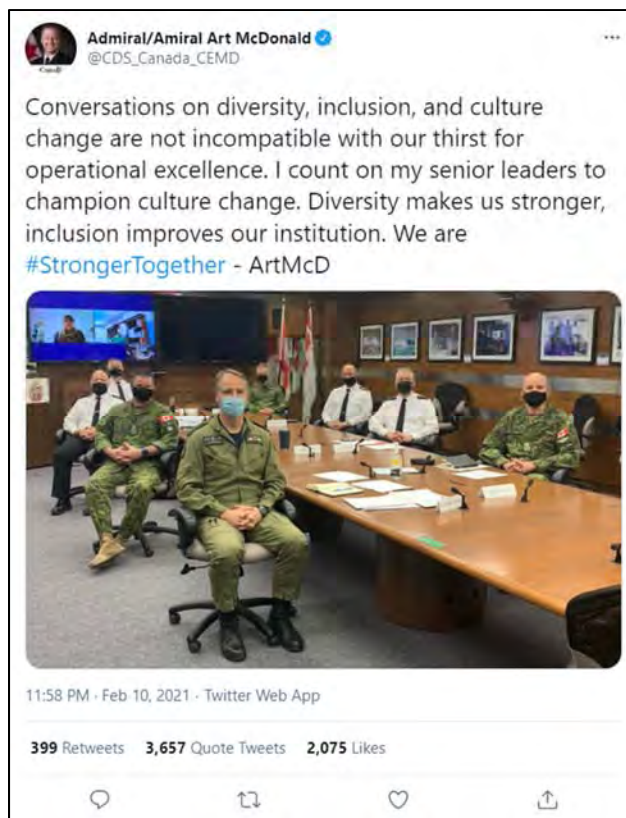 Admiral/Amiral Art McDonald
@CDS_Canada_CEMD
Conversations on diversity, inclusion, and culture
change are not incompatible with our thirst for
operational excellence. I count on my senior leaders to
champion culture change. Diversity makes us stronger,
inclusion improves our institution. We are
#StrongerTogether - ArtMcD
11:58 PM · Feb 10, 2021 · Twitter Web App
399 Retweets 3,657 Quote Tweets 2,075 Likes